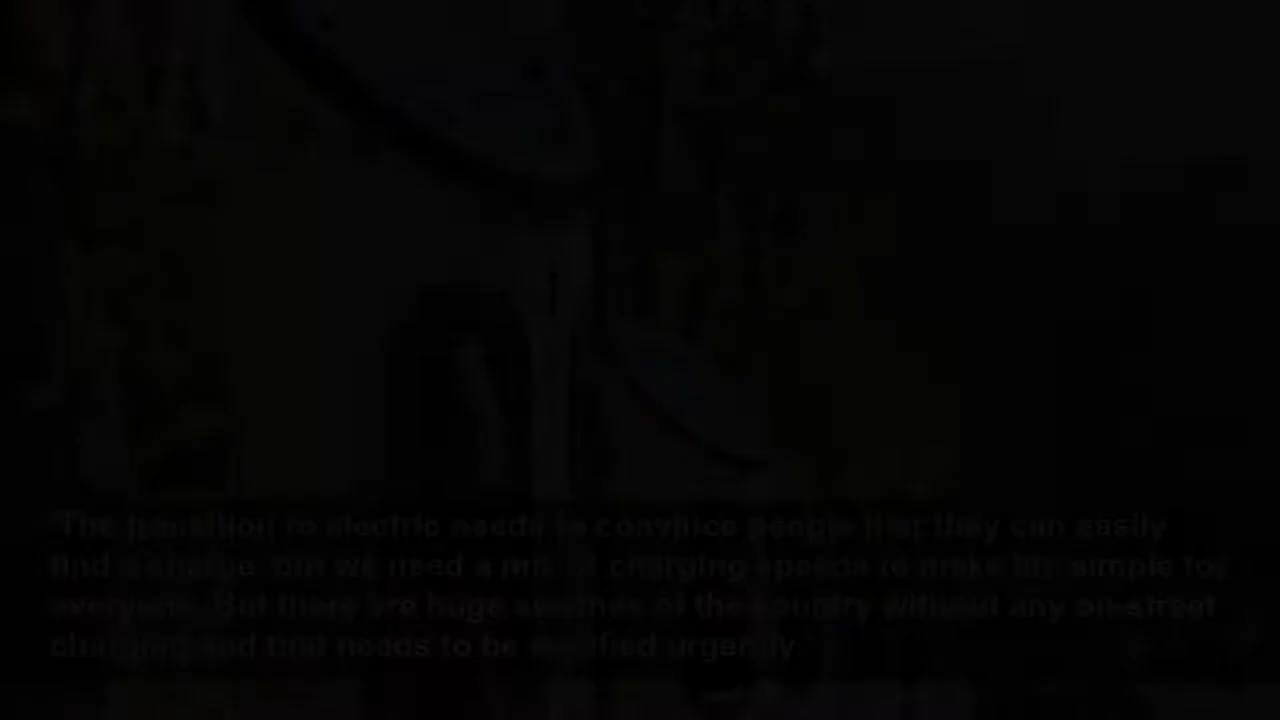 "The transition to electric needs to convince people that they can easily
find a charge, but we need a mix of charging speeds to make life simple for
everyone. But there are huge swathes of the country without any on-street
charging and that needs to be rectified urgently.